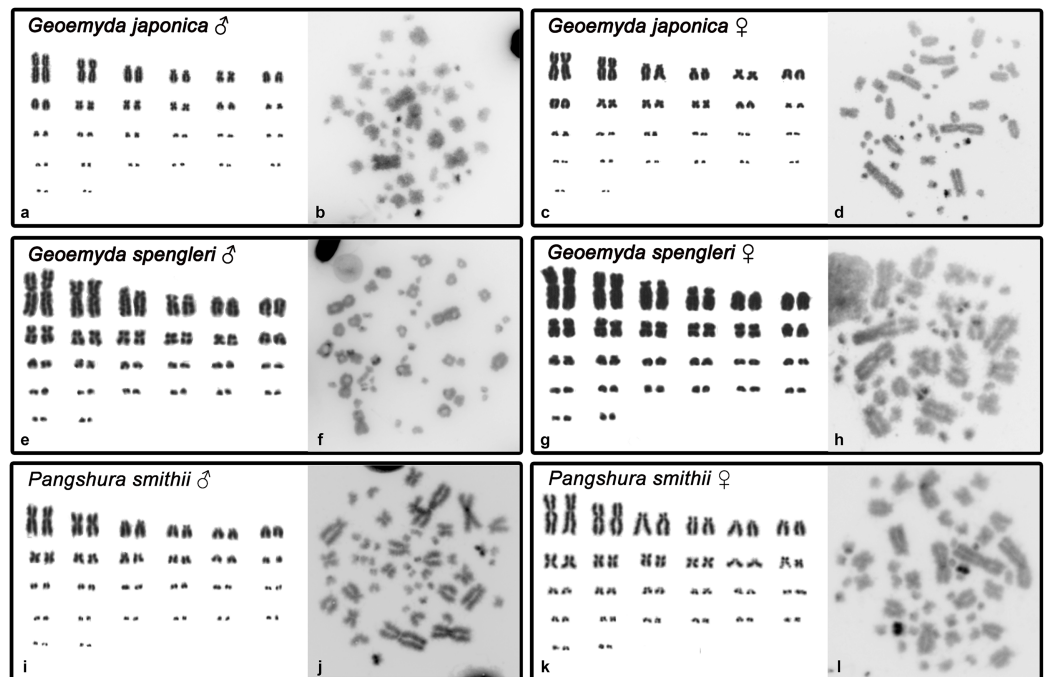 Geoemyda japonica ♂
Geoemyda japonica ♀
a
b
c
d
Geoemyda spengleri ♂
Geoemyda spengleri ♀
e
f
g
h
Pangshura smithii ♂
Pangshura smithii ♀
i
j
k
l